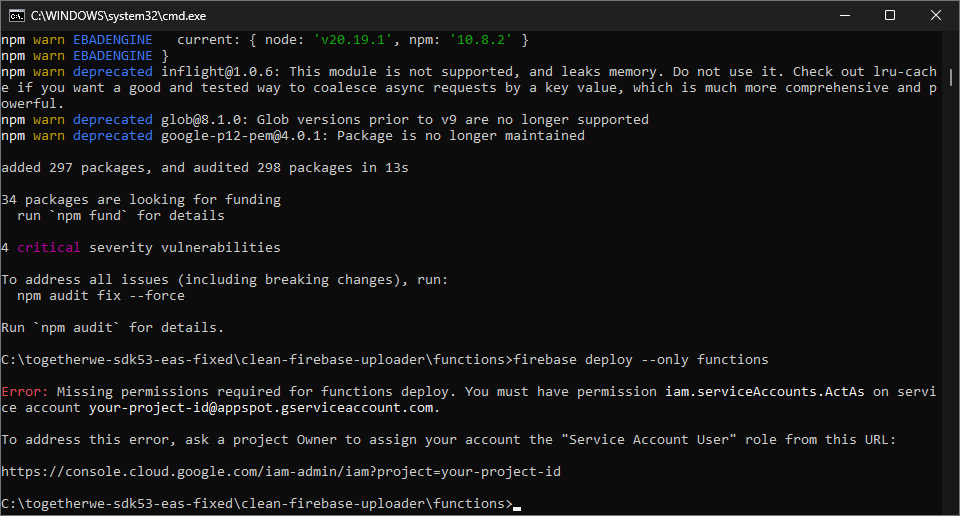 C:\WINDOWS\system32\cmd.exe
npm warn EBADENGINE   current: { node: 'v20.19.1', npm: '10.8.2' }
npm warn EBADENGINE }
npm warn deprecated inflight@1.0.6: This module is not supported, and leaks memory. Do not use it. Check out lru-cach
e if you want a good and tested way to coalesce async requests by a key value, which is much more comprehensive and p
owerful.
npm warn deprecated glob@8.1.0: Glob versions prior to v9 are no longer supported
npm warn deprecated google-p12-pem@4.0.1: Package is no longer maintained
added 297 packages, and audited 298 packages in 13s
34 packages are looking for funding
  run `npm fund` for details
4 critical severity vulnerabilities
To address all issues (including breaking changes), run:
  npm audit fix --force
Run `npm audit` for details.
C:\togetherwe-sdk53-eas-fixed\clean-firebase-uploader\functions>firebase deploy --only functions
Error: Missing permissions required for functions deploy. You must have permission iam.serviceAccounts.ActAs on servi
ce account your-project-id@appspot.gserviceaccount.com.
To address this error, ask a project Owner to assign your account the "Service Account User" role from this URL:
https://console.cloud.google.com/iam-admin/iam?project=your-project-id
C:\togetherwe-sdk53-eas-fixed\clean-firebase-uploader\functions>